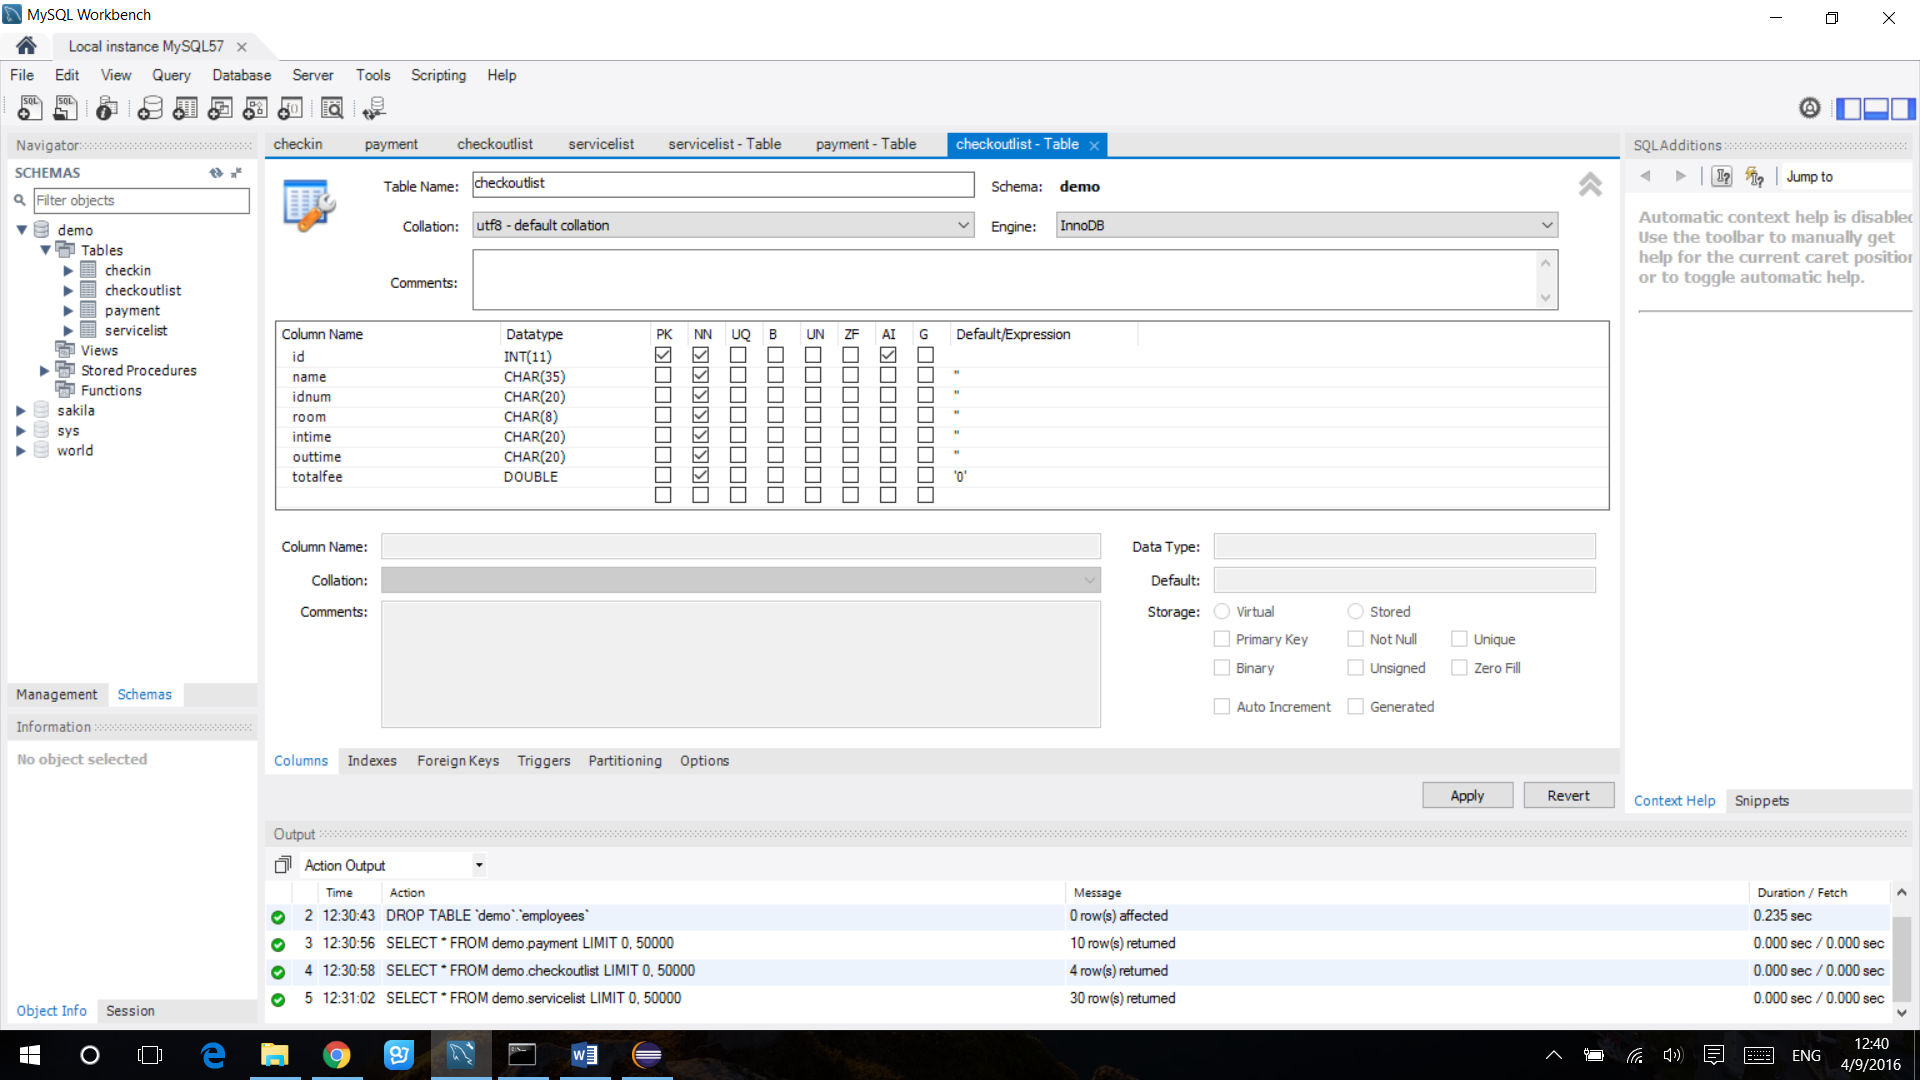 MySQL Workbench
Local instance MySQL57
File Edit View Query Database Server Tools Scripting Help
Navigator
SCHEMAS
Filter objects
demo
Tables
checkin
checkoutlist
payment
servicelist
Views
Stored Procedures
Functions
sakila
sys
world
Management Schemas
Information
No object selected
Object Info Session
checkin payment checkoutlist servicelist servicelist - Table payment - Table checkoutlist - Table
Table Name: checkoutlist Schema: demo
Collation: utf8 - default collation Engine: InnoDB
Comments:
Column Name Datatype PK NN UQ B UN ZF AI G Default/Expression
id INT(11)
name CHAR(35) ''
idnum CHAR(20) ''
room CHAR(8) ''
intime CHAR(20) ''
outtime CHAR(20) ''
totalfee DOUBLE '0'
Column Name: Data Type:
Collation: Default:
Comments: Storage: Virtual Stored
Primary Key Not Null Unique
Binary Unsigned Zero Fill
Auto Increment Generated
Columns Indexes Foreign Keys Triggers Partitioning Options
Apply Revert
SQLAdditions
Jump to
Automatic context help is disabled
Use the toolbar to manually get
help for the current caret position
or to toggle automatic help.
Context Help Snippets
Output
Action Output
Time Action Message Duration / Fetch
2 12:30:43 DROP TABLE `demo`.`employees` 0 row(s) affected 0.235 sec
3 12:30:56 SELECT * FROM demo.payment LIMIT 0, 50000 10 row(s) returned 0.000 sec / 0.000 sec
4 12:30:58 SELECT * FROM demo.checkoutlist LIMIT 0, 50000 4 row(s) returned 0.000 sec / 0.000 sec
5 12:31:02 SELECT * FROM demo.servicelist LIMIT 0, 50000 30 row(s) returned 0.000 sec / 0.000 sec
ENG
12:40
4/9/2016